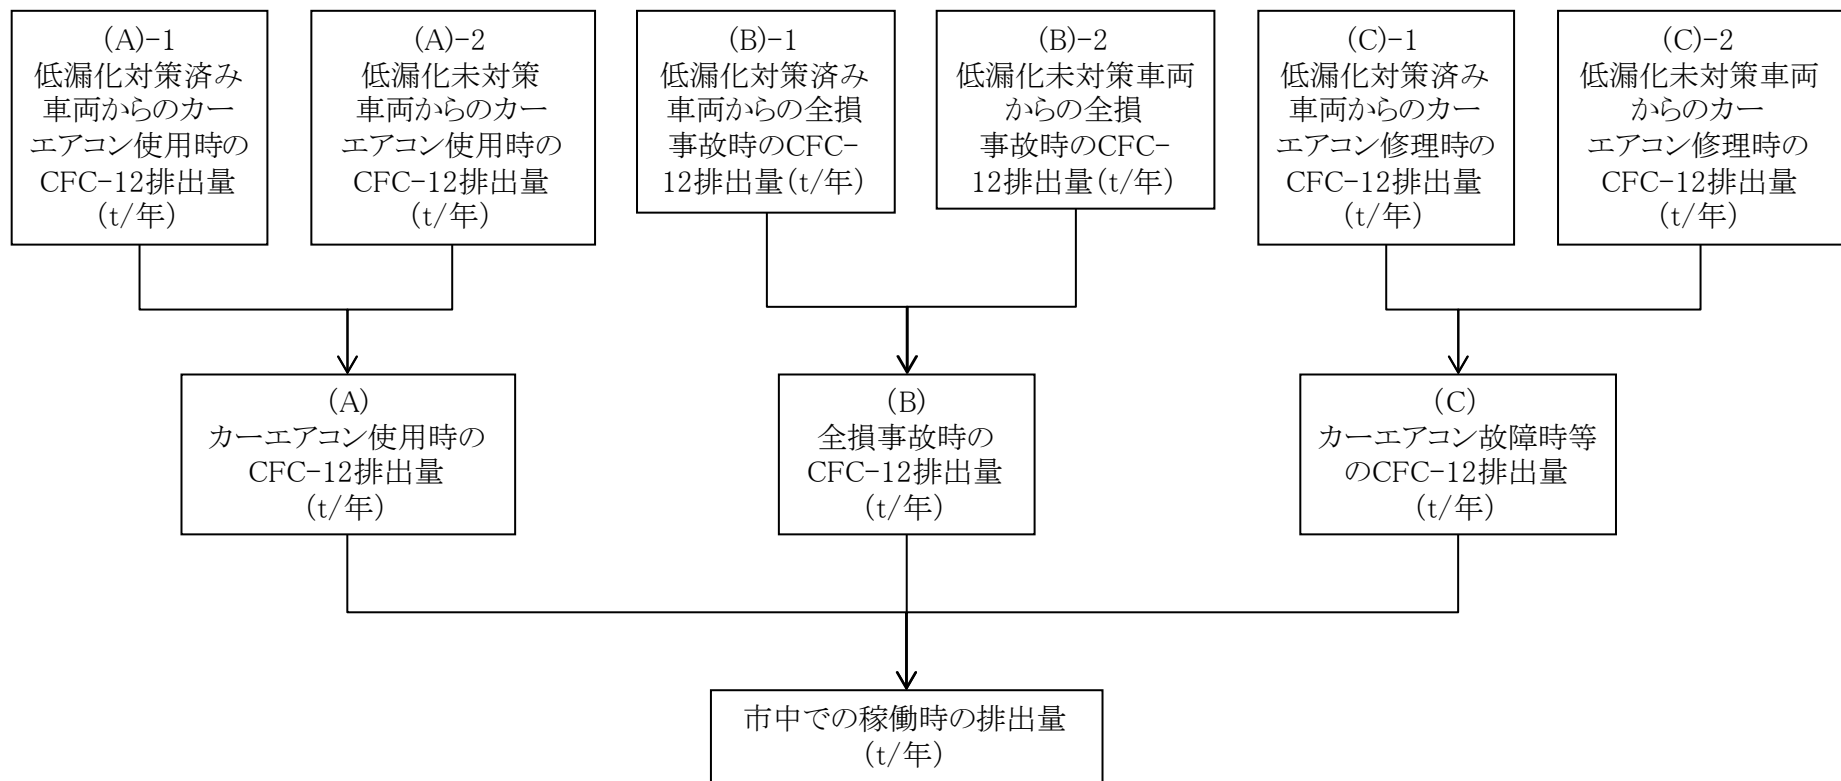 (A)-1
低漏化対策済み
車両からのカー
エアコン使用時の
CFC-12排出量
(t/年)
(A)-2
低漏化未対策
車両からのカー
エアコン使用時の
CFC-12排出量
(t/年)
(B)-1
低漏化対策済み
車両からの全損
事故時のCFC-
12排出量(t/年)
(B)-2
低漏化未対策車両
からの全損
事故時のCFC-
12排出量(t/年)
(C)-1
低漏化対策済み
車両からのカー
エアコン修理時の
CFC-12排出量
(t/年)
(C)-2
低漏化未対策車両
からのカー
エアコン修理時の
CFC-12排出量
(t/年)
(A)
カーエアコン使用時の
CFC-12排出量
(t/年)
(B)
全損事故時の
CFC-12排出量
(t/年)
(C)
カーエアコン故障時等
のCFC-12排出量
(t/年)
市中での稼働時の排出量
(t/年)